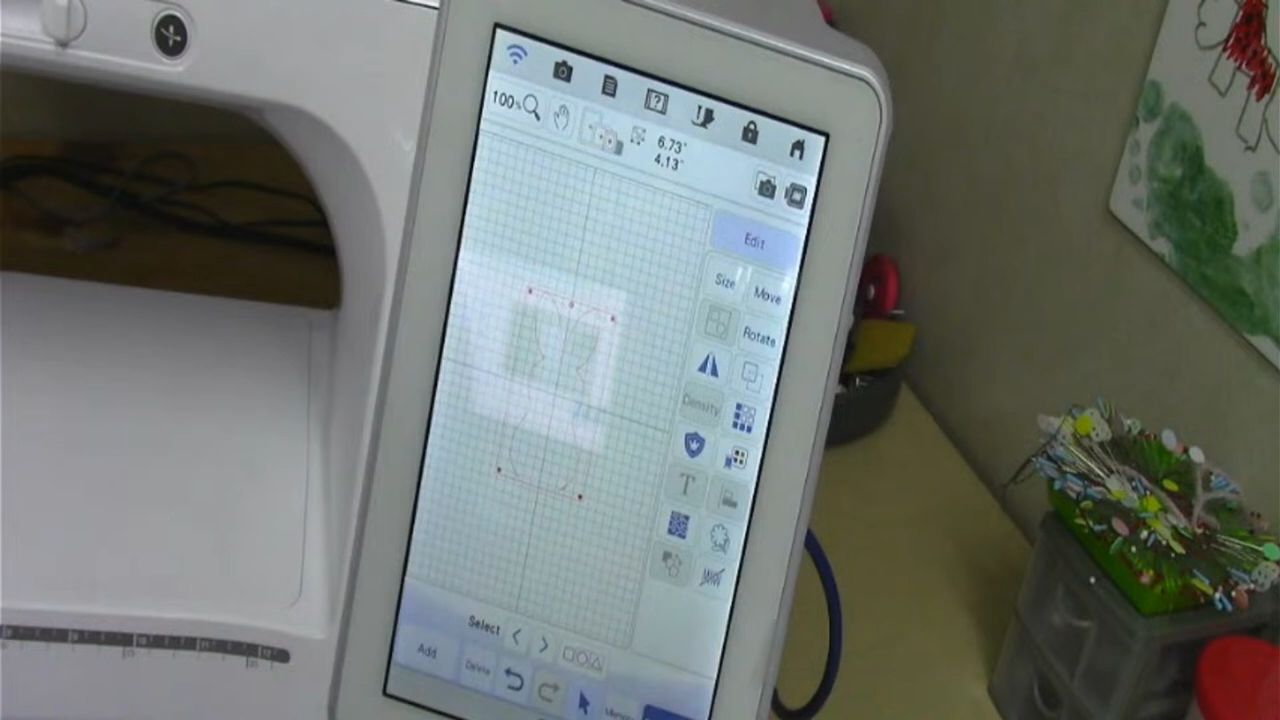 100%
6.73"
4.13"
Edit
Size
Move
Rotate
Density
T
Select
Add
Delete